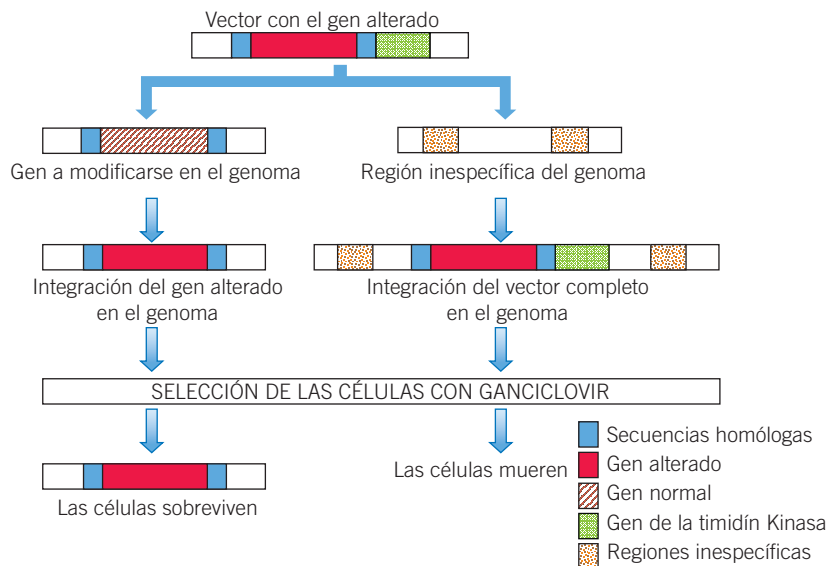 Vector con el gen alterado
Gen a modificarse en el genoma
Región inespecífica del genoma
Integración del gen alterado
en el genoma
Integración del vector completo
en el genoma
SELECCIÓN DE LAS CÉLULAS CON GANCICLOVIR
Las células sobreviven
Las células mueren
Secuencias homólogas
Gen alterado
Gen normal
Gen de la timidín Kinasa
Regiones inespecíficas